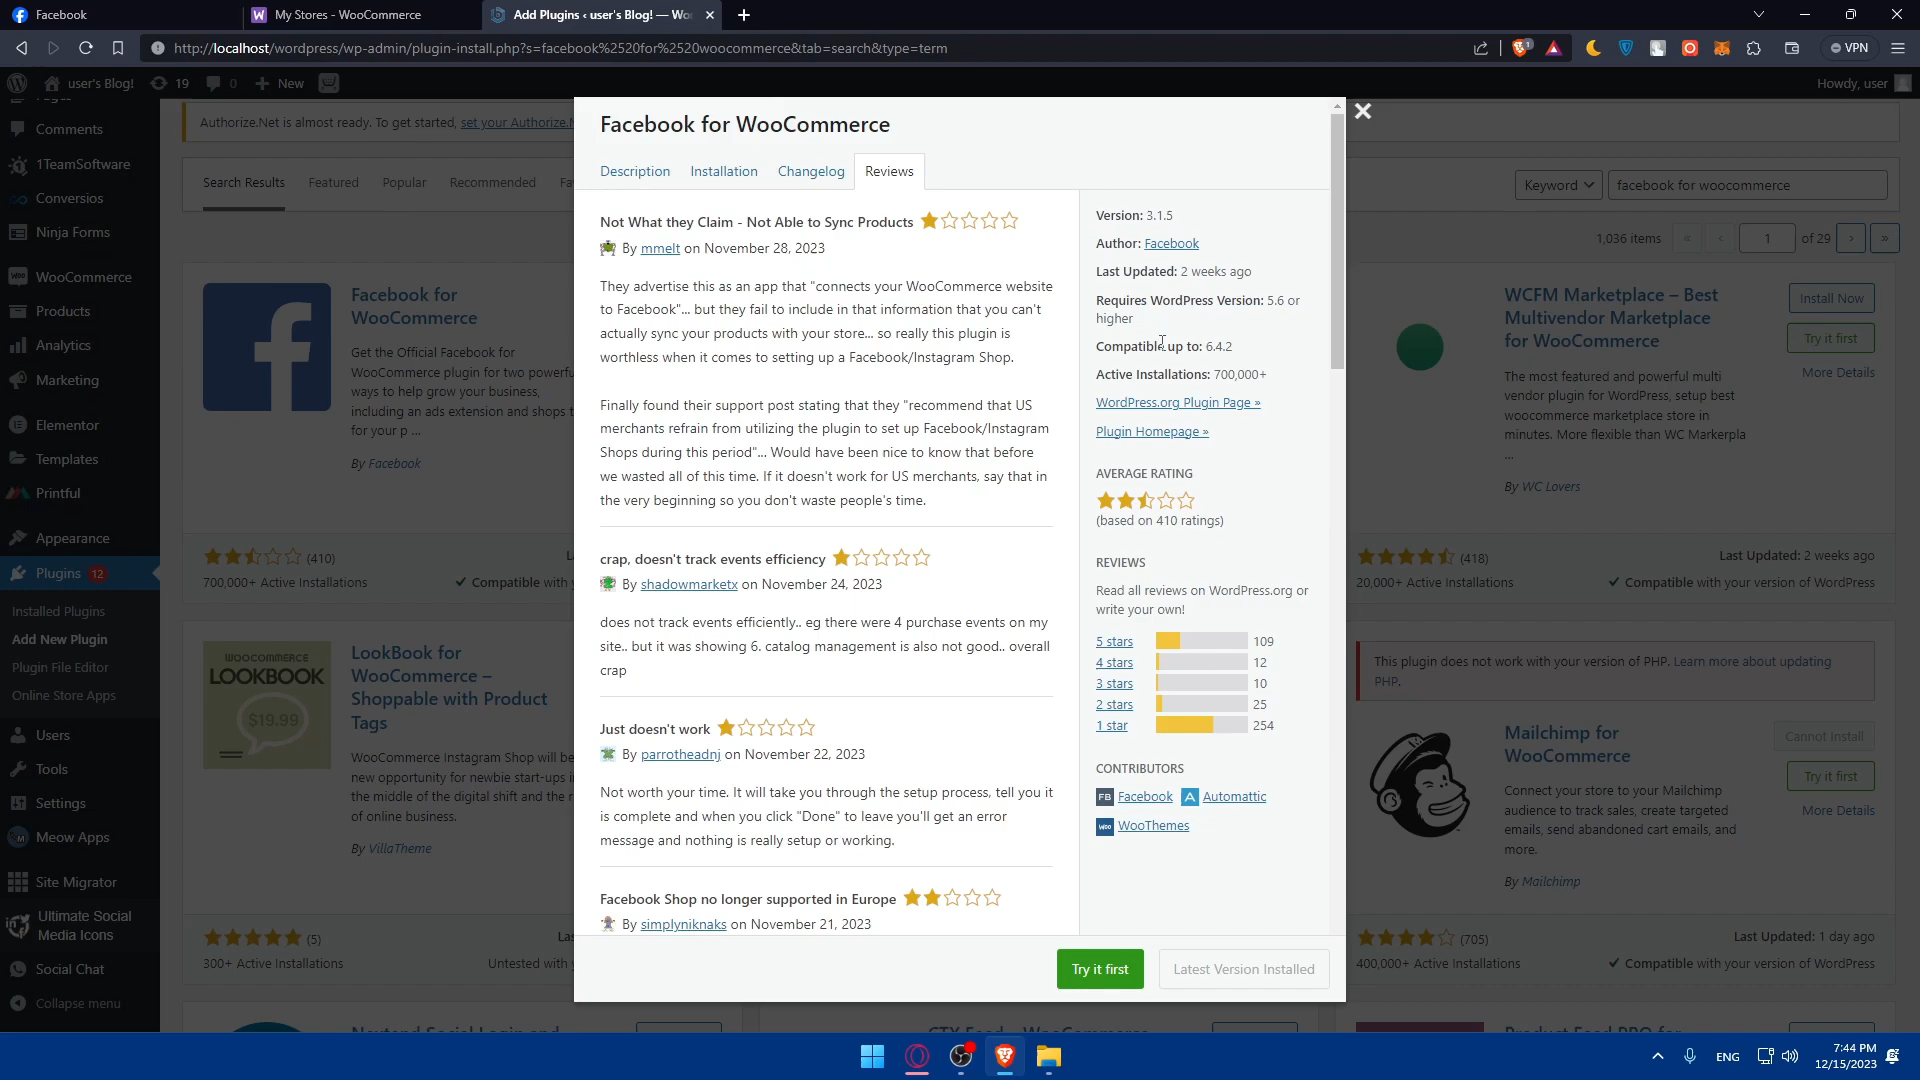 Facebook
My Stores - WooCommerce
Add Plugins ‹ user's Blog! — Wo
http://localhost/wordpress/wp-admin/plugin-install.php?s=facebook%2520for%2520woocommerce&tab=search&type=term
VPN
user's Blog!
19
0
New
Howdy, user
Comments
1TeamSoftware
Conversios
Ninja Forms
WooCommerce
Products
Analytics
Marketing
Elementor
Templates
Printful
Appearance
Plugins 12
Installed Plugins
Add New Plugin
Plugin File Editor
Online Store Apps
Users
Tools
Settings
Meow Apps
Site Migrator
Ultimate Social
Media Icons
Social Chat
Collapse menu
Authorize.Net is almost ready. To get started, set your Authorize.
Search Results
Featured
Popular
Recommended
Keyword
facebook for woocommerce
1,036 items
«
‹
1
of 29
›
»
Facebook for
WooCommerce
Get the Official Facebook for
WooCommerce plugin for two powerfu
ways to help grow your business,
including an ads extension and shops t
for your p ...
By Facebook
(410)
700,000+ Active Installations
Compatible with
LookBook for
WooCommerce –
Shoppable with Product
Tags
WOOCOMMERCE
LOOKBOOK
$19.99
WooCommerce Instagram Shop will be
new opportunity for newbie start-ups i
the middle of the digital shift and the r
of online business.
By VillaTheme
(5)
300+ Active Installations
Untested with
Facebook for WooCommerce
Description
Installation
Changelog
Reviews
Not What they Claim - Not Able to Sync Products
By mmelt on November 28, 2023
They advertise this as an app that "connects your WooCommerce website
to Facebook"... but they fail to include in that information that you can't
actually sync your products with your store... so really this plugin is
worthless when it comes to setting up a Facebook/Instagram Shop.
Finally found their support post stating that they "recommend that US
merchants refrain from utilizing the plugin to set up Facebook/Instagram
Shops during this period"... Would have been nice to know that before
we wasted all of this time. If it doesn't work for US merchants, say that in
the very beginning so you don't waste people's time.
crap, doesn't track events efficiency
By shadowmarketx on November 24, 2023
does not track events efficiently.. eg there were 4 purchase events on my
site.. but it was showing 6. catalog management is also not good.. overall
crap
Just doesn't work
By parrotheadnj on November 22, 2023
Not worth your time. It will take you through the setup process, tell you it
is complete and when you click "Done" to leave you'll get an error
message and nothing is really setup or working.
Facebook Shop no longer supported in Europe
By simplyniknaks on November 21, 2023
Version: 3.1.5
Author: Facebook
Last Updated: 2 weeks ago
Requires WordPress Version: 5.6 or
higher
Compatible up to: 6.4.2
Active Installations: 700,000+
WordPress.org Plugin Page »
Plugin Homepage »
AVERAGE RATING
(based on 410 ratings)
REVIEWS
Read all reviews on WordPress.org or
write your own!
5 stars 109
4 stars 12
3 stars 10
2 stars 25
1 star 254
CONTRIBUTORS
FB Facebook
Automattic
WooThemes
Try it first
Latest Version Installed
WCFM Marketplace – Best
Multivendor Marketplace
for WooCommerce
The most featured and powerful multi
vendor plugin for WordPress, setup best
woocommerce marketplace store in
minutes. More flexible than WC Markerpla
...
By WC Lovers
Install Now
Try it first
More Details
(418)
20,000+ Active Installations
Last Updated: 2 weeks ago
Compatible with your version of WordPress
This plugin does not work with your version of PHP. Learn more about updating
PHP.
Mailchimp for
WooCommerce
Connect your store to your Mailchimp
audience to track sales, create targeted
emails, send abandoned cart emails, and
more.
By Mailchimp
Cannot Install
Try it first
More Details
(705)
400,000+ Active Installations
Last Updated: 1 day ago
Compatible with your version of WordPress
ENG
7:44 PM
12/15/2023